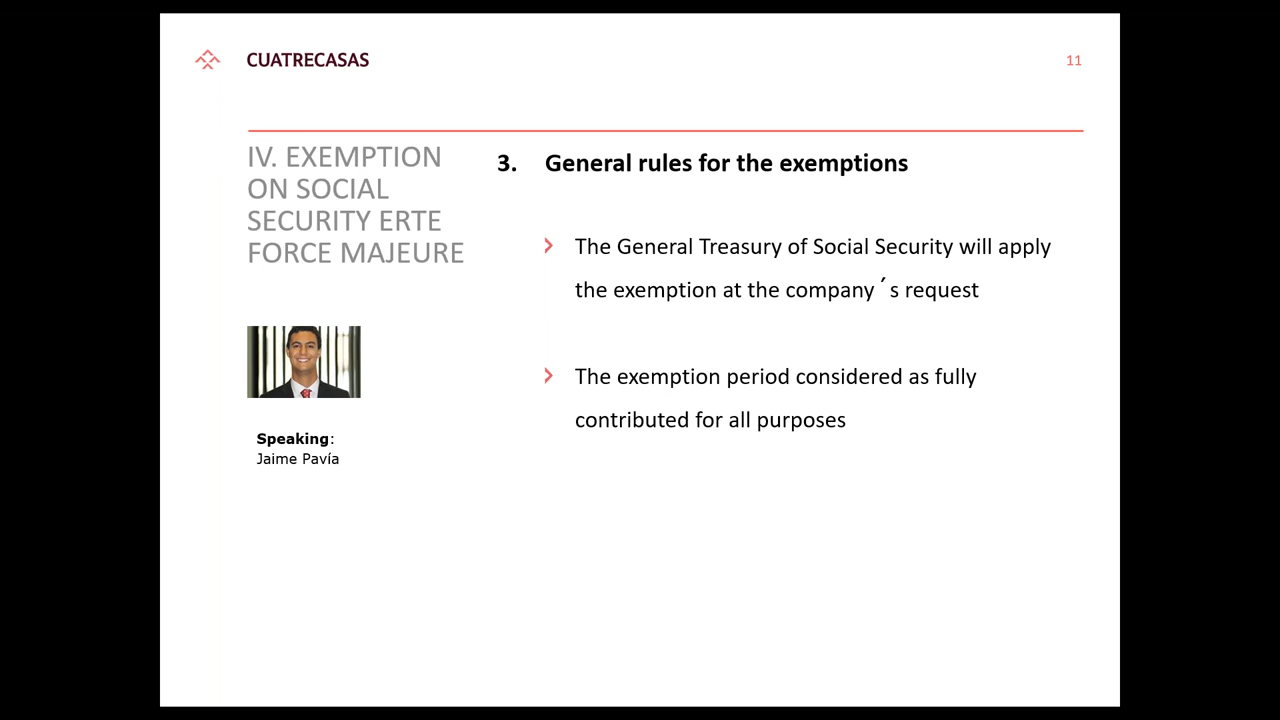 CUATRECASAS
11
IV. EXEMPTION
ON SOCIAL
SECURITY ERTE
FORCE MAJEURE
Speaking:
Jaime Pavía
3. General rules for the exemptions
The General Treasury of Social Security will apply
the exemption at the company ´s request
The exemption period considered as fully
contributed for all purposes